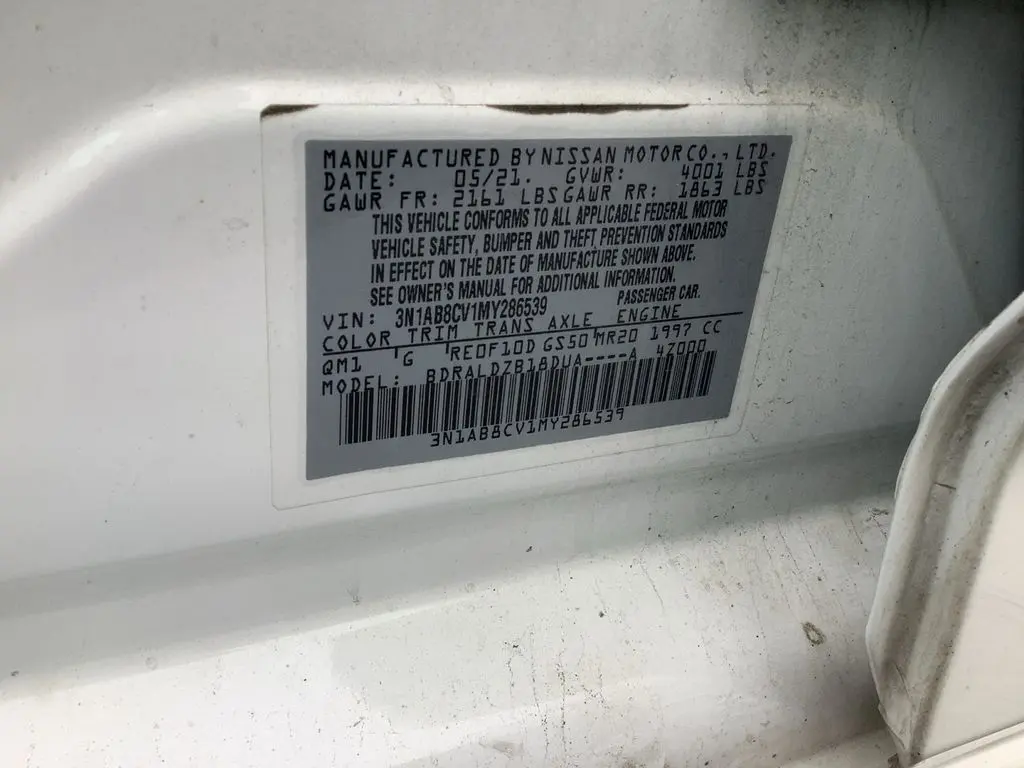 MANUFACTURED BY NISSAN MOTOR CO., LTD.
DATE: 05/21. GVWR: 4001 LBS
GAWR FR: 2161 LBS GAWR RR: 1863 LBS
THIS VEHICLE CONFORMS TO ALL APPLICABLE FEDERAL MOTOR
VEHICLE SAFETY, BUMPER AND THEFT PREVENTION STANDARDS
IN EFFECT ON THE DATE OF MANUFACTURE SHOWN ABOVE.
SEE OWNER'S MANUAL FOR ADDITIONAL INFORMATION.
VIN: 3N1AB8CV1MY286539 PASSENGER CAR.
COLOR TRIM TRANS AXLE ENGINE
QM1 G RE0F10D GS50 MR20 1997 CC
MODEL: BDRALDZB18DUA----A 4Z000
3N1AB8CV1MY286539